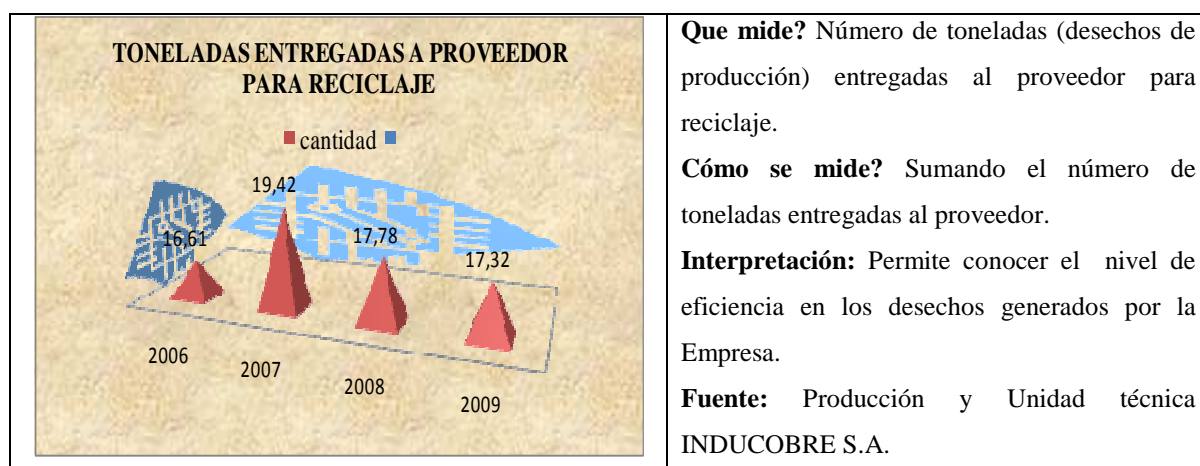 TONELADAS ENTREGADAS A PROVEEDOR
PARA RECICLAJE
cantidad
16,61
19,42
17,78
17,32
2006
2007
2008
2009
Que mide? Número de toneladas (desechos de
producción) entregadas al proveedor para
reciclaje.
Cómo se mide? Sumando el número de
toneladas entregadas al proveedor.
Interpretación: Permite conocer el nivel de
eficiencia en los desechos generados por la
Empresa.
Fuente: Producción y Unidad técnica
INDUCOBRE S.A.